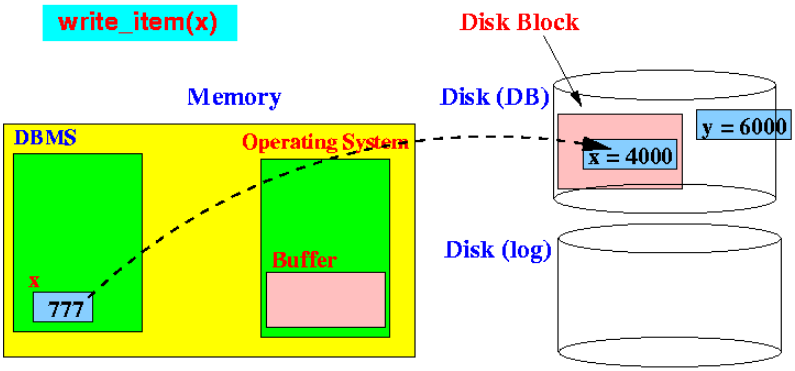 write_item(x)
Disk Block
Memory
Disk (DB)
DBMS
Operating System
y = 6000
x = 4000
Disk (log)
Buffer
x
777